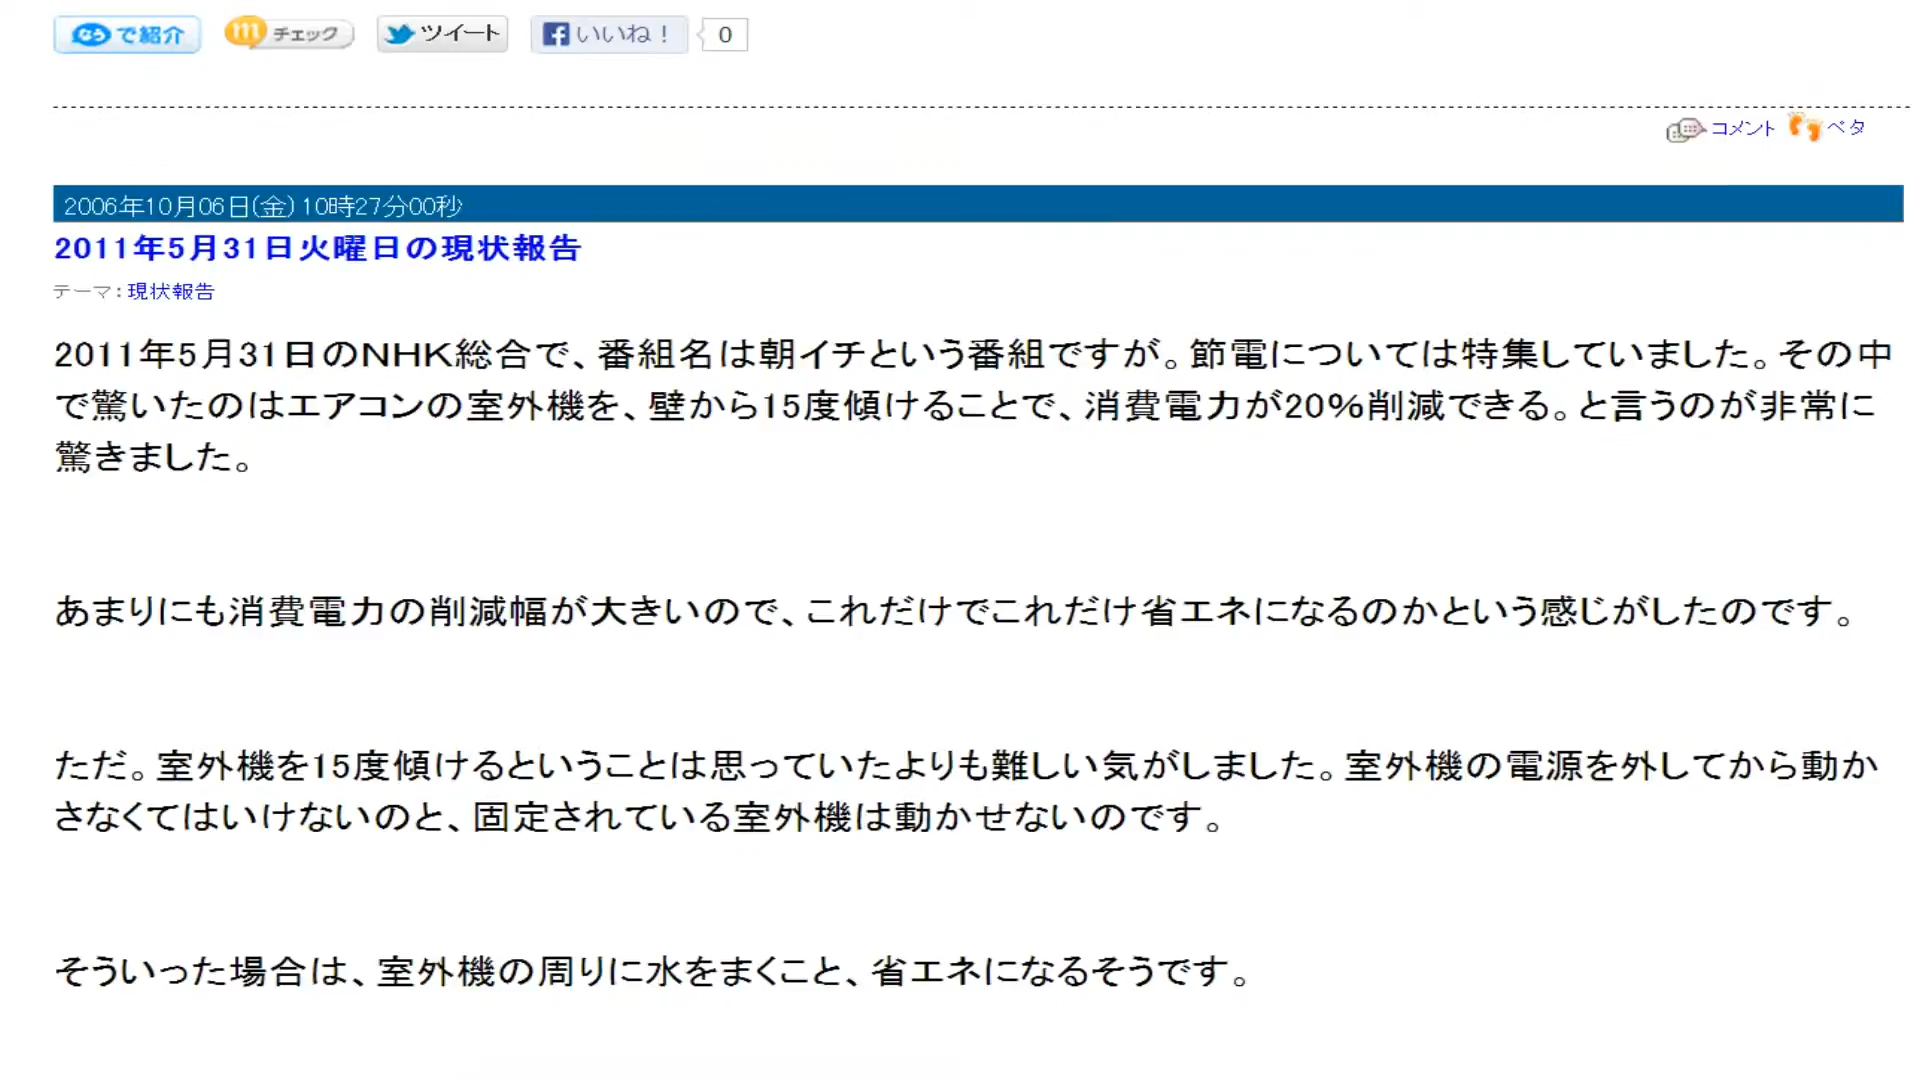 で紹介 チェック ツイート いいね！ 0
コメント ペタ
2006年10月06日(金) 10時27分00秒
2011年5月31日火曜日の現状報告
テーマ：現状報告
2011年5月31日のNHK総合で、番組名は朝イチという番組ですが。節電については特集していました。その中
で驚いたのはエアコンの室外機を、壁から15度傾けることで、消費電力が20%削減できる。と言うのが非常に
驚きました。
あまりにも消費電力の削減幅が大きいので、これだけでこれだけ省エネになるのかという感じがしたのです。
ただ。室外機を15度傾けるということは思っていたよりも難しい気がしました。室外機の電源を外してから動か
さなくてはいけないのと、固定されている室外機は動かせないのです。
そういった場合は、室外機の周りに水をまくこと、省エネになるそうです。